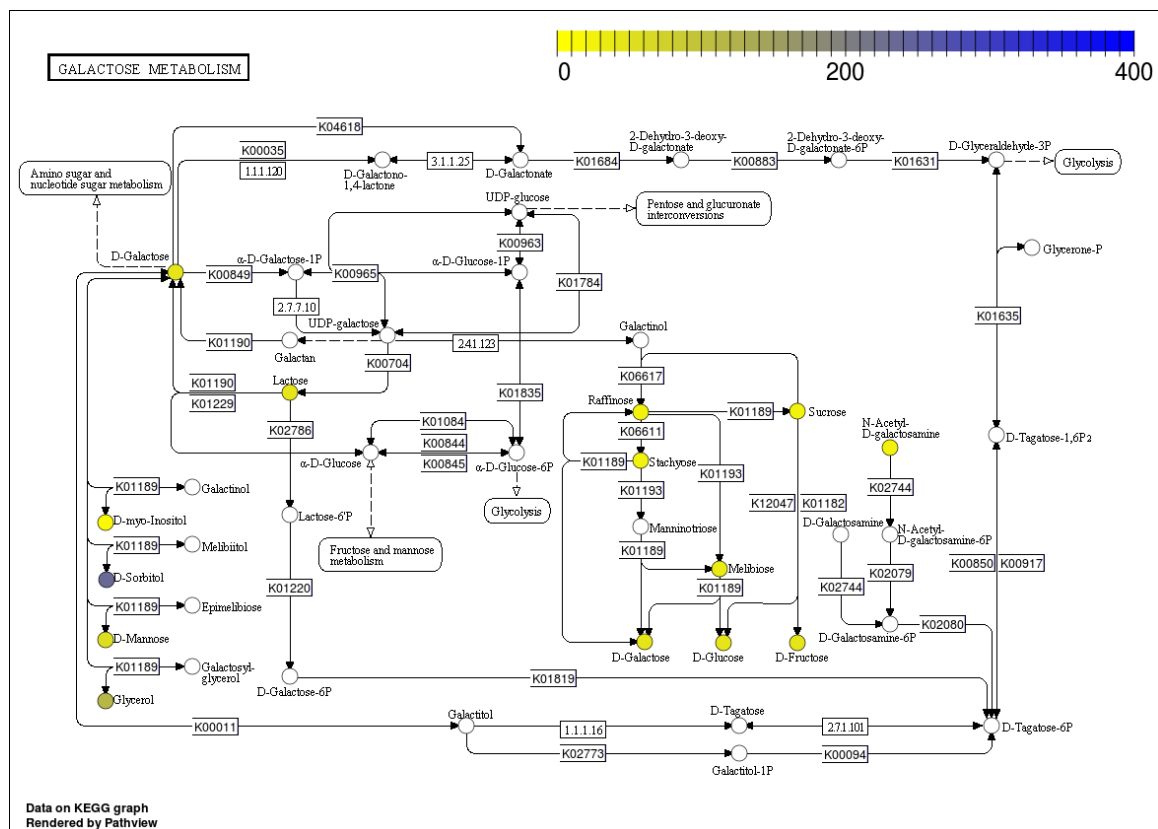 GALACTOSE METABOLISM
0
200
400
K04618
K00035
1.1.1.120
3.1.1.25
D-Galactono-
1,4-lactone
D-Galactonate
K01684
2-Dehydro-3-deoxy-
D-galactonate
K00883
2-Dehydro-3-deoxy-
D-galactonate-6P
K01631
D-Glyceraldehyde-3P
Glycolysis
Amino sugar and
nucleotide sugar metabolism
UDP-glucose
Pentose and glucuronate
interconversions
K00963
D-Galactose
K00849
α-D-Galactose-1P
K00965
α-D-Glucose-1P
K01784
Glycerone-P
2.7.7.10
UDP-galactose
K01635
K01190
Galactan
2.4.1.123
Galactinol
K00704
K01190
K01229
Lactose
K01835
K06617
Raffinose
K01189
Sucrose
K02786
K01084
K00844
K00845
α-D-Glucose
α-D-Glucose-6P
K06611
K01189
Stachyose
K01193
K01193
N-Acetyl-
D-galactosamine
D-Tagatose-1,6P2
K02744
K01189
Galactinol
D-myo-Inositol
Glycolysis
K12047
K01182
Lactose-6'P
Manninotriose
D-Galactosamine
N-Acetyl-
D-galactosamine-6P
K01189
Melibiitol
D-Sorbitol
Fructose and mannose
metabolism
K01189
Melibiose
K01189
K02744
K02079
K00850
K00917
K01220
K01189
Epimelibiose
D-Mannose
D-Galactosamine-6P
K02080
D-Galactose
D-Glucose
D-Fructose
K01189
Galactosyl-
glycerol
Glycerol
D-Galactose-6P
K01819
K00011
Galactitol
1.1.1.16
D-Tagatose
2.7.1.101
D-Tagatose-6P
K02773
Galactitol-1P
K00094
Data on KEGG graph
Rendered by Pathview